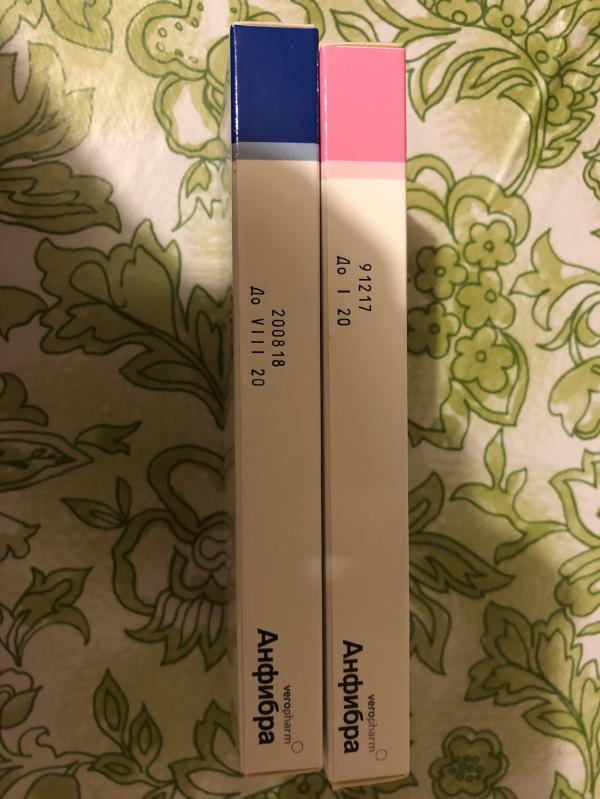 200818
До VIII 20
veropharm
Анфибра
91217
До I 20
veropharm
Анфибра